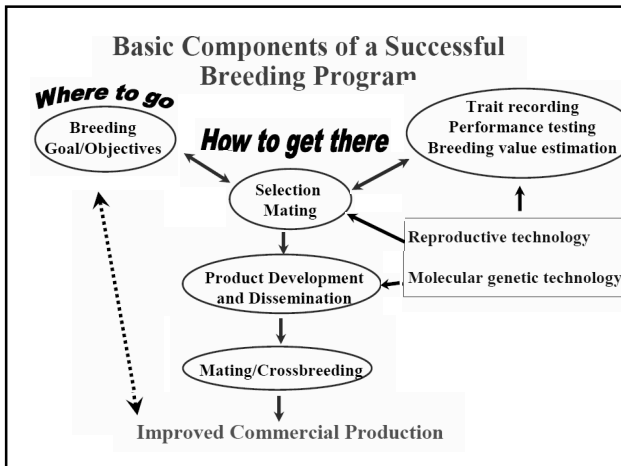 Basic Components of a Successful
Breeding Program
Where to go
Breeding
Goal/Objectives
How to get there
Trait recording
Performance testing
Breeding value estimation
Selection
Mating
Reproductive technology
Molecular genetic technology
Product Development
and Dissemination
Mating/Crossbreeding
Improved Commercial Production